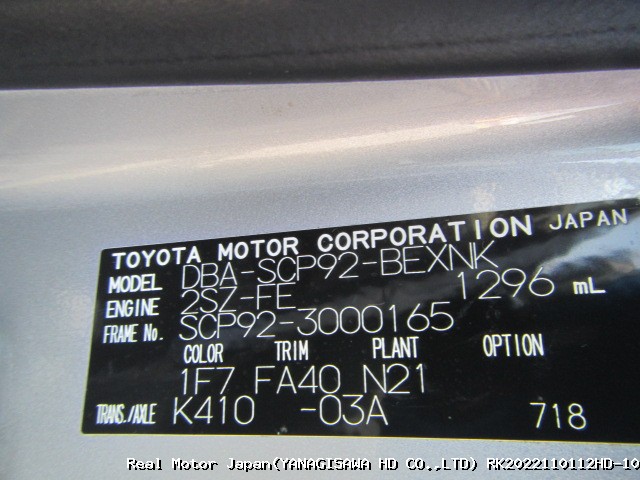 TOYOTA MOTOR CORPORATION JAPAN
MODEL DBA-SCP92-BEXNK
ENGINE 2SZ-FE 1296 mL
FRAME No. SCP92-3000165
COLOR TRIM PLANT OPTION
1F7 FA40 N21
TRANS./AXLE K410 -03A 718
Real Motor Japan(YANAGISAWA HD CO.,LTD) RK2022110112HD-10